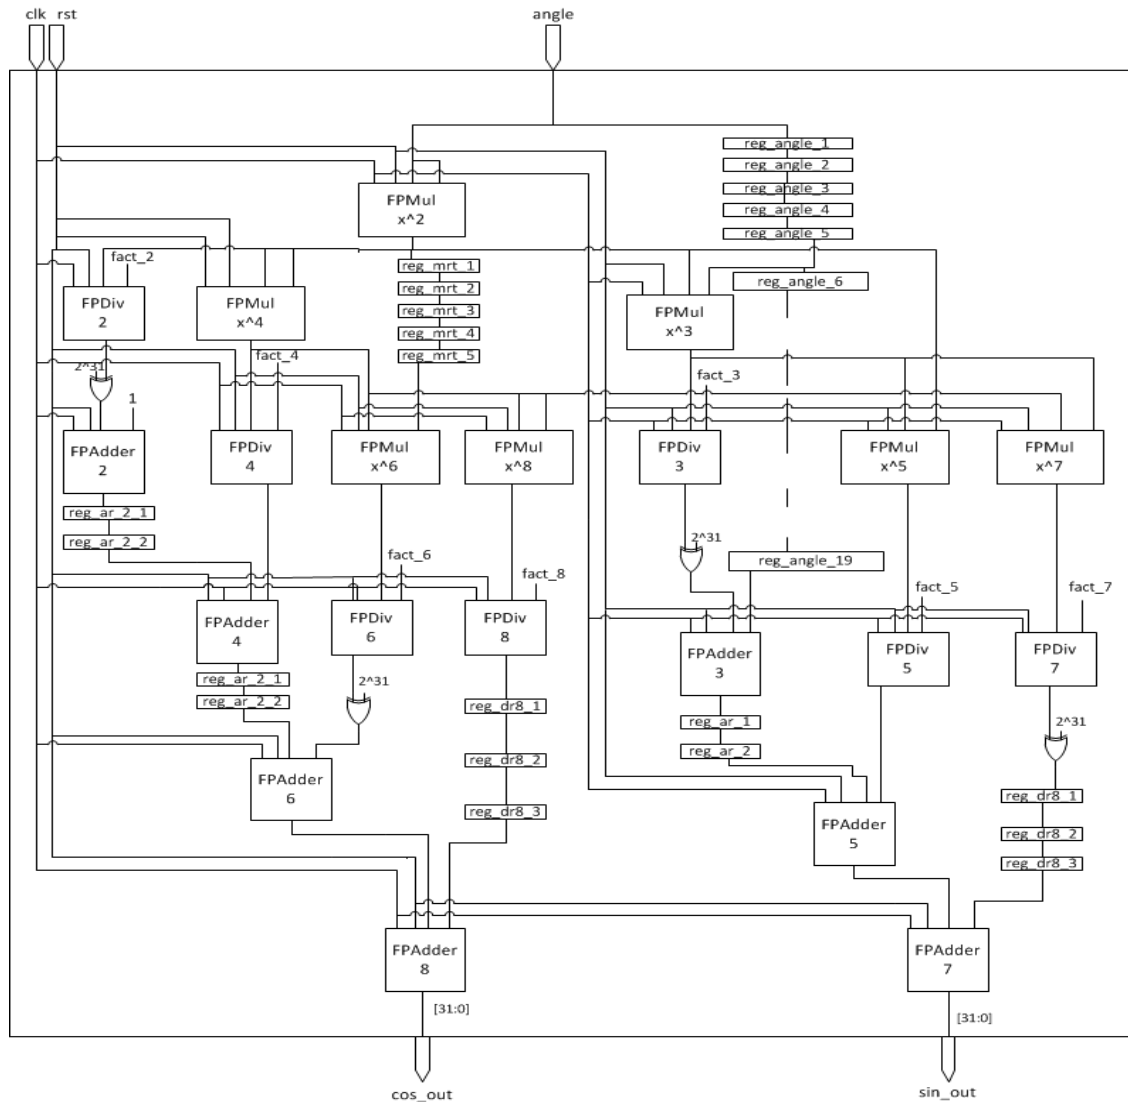 clk rst
angle
reg_angle_1
reg_angle_2
reg_angle_3
reg_angle_4
reg_angle_5
reg_angle_6
FPMul
x^2
reg_mrt_1
reg_mrt_2
reg_mrt_3
reg_mrt_4
reg_mrt_5
fact_2
FPDiv
2
FPMul
x^4
FPMul
x^3
2^31
fact_4
fact_3
1
FPAdder
2
FPDiv
4
FPMul
x^6
FPMul
x^8
FPDiv
3
FPMul
x^5
FPMul
x^7
reg_ar_2_1
reg_ar_2_2
2^31
reg_angle_19
fact_6
fact_8
fact_5
fact_7
FPAdder
4
FPDiv
6
FPDiv
8
FPAdder
3
FPDiv
5
FPDiv
7
reg_ar_2_1
reg_ar_2_2
2^31
reg_dr8_1
reg_dr8_2
reg_dr8_3
reg_ar_1
reg_ar_2
2^31
reg_dr8_1
reg_dr8_2
reg_dr8_3
FPAdder
6
FPAdder
5
FPAdder
8
FPAdder
7
[31:0]
[31:0]
cos_out
sin_out